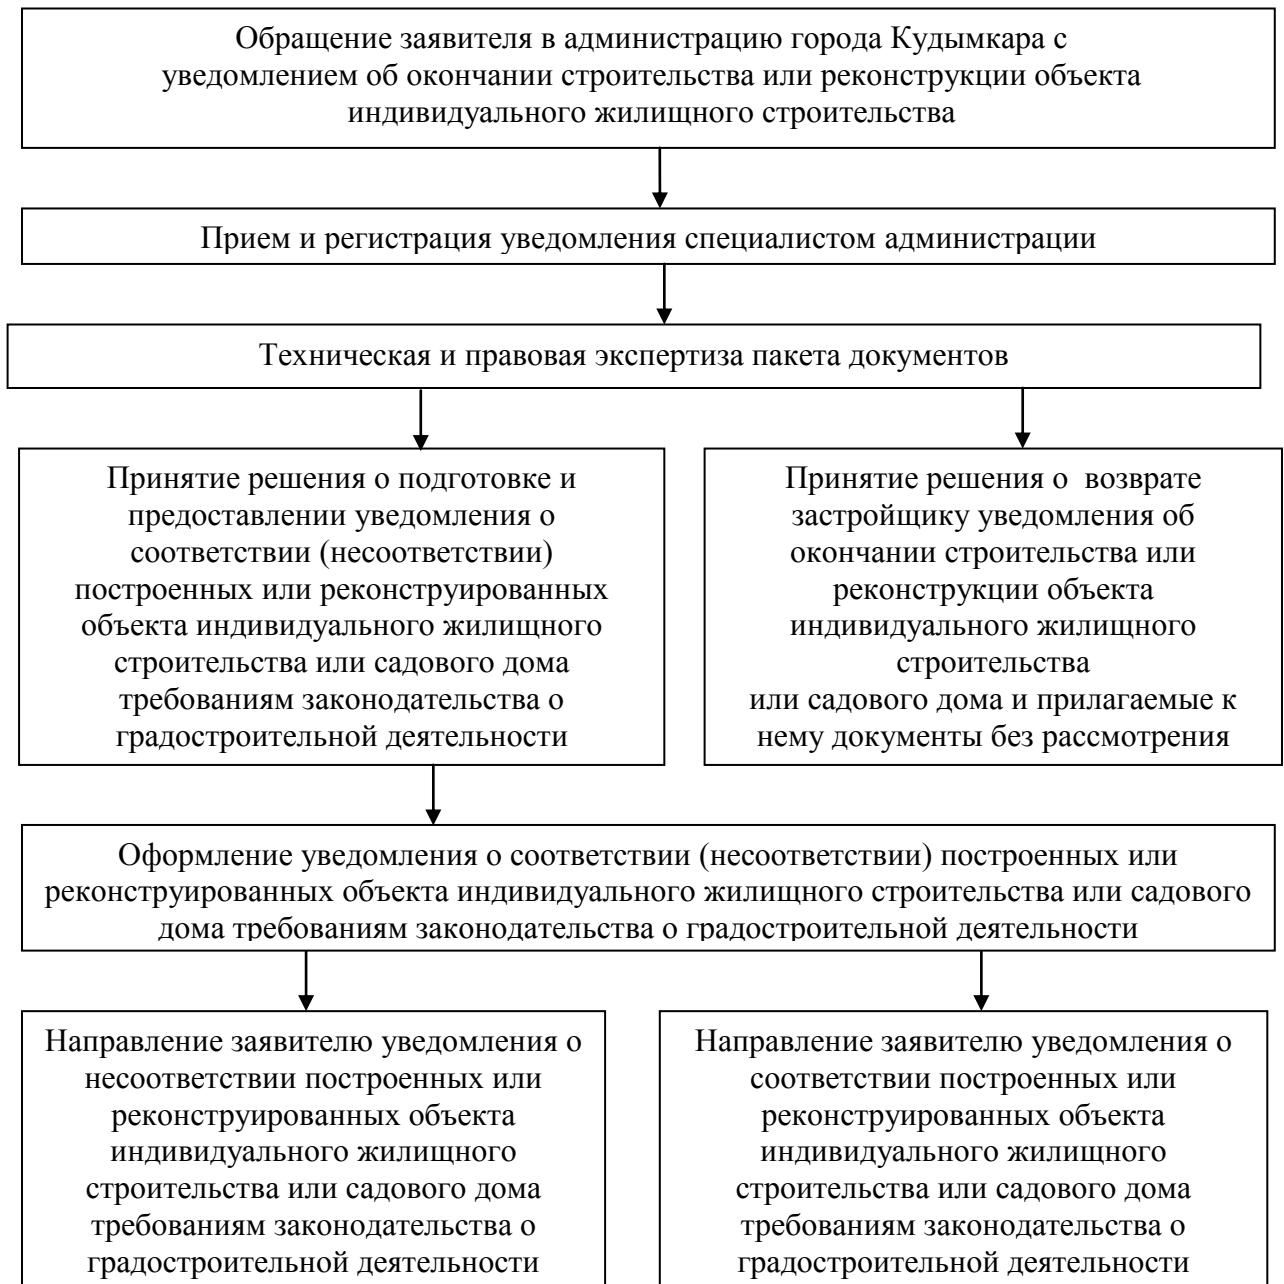 Обращение заявителя в администрацию города Кудымкара с
уведомлением об окончании строительства или реконструкции объекта
индивидуального жилищного строительства
Прием и регистрация уведомления специалистом администрации
Техническая и правовая экспертиза пакета документов
Принятие решения о подготовке и
предоставлении уведомления о
соответствии (несоответствии)
построенных или реконструированных
объекта индивидуального жилищного
строительства или садового дома
требованиям законодательства о
градостроительной деятельности
Принятие решения о возврате
застройщику уведомления об
окончании строительства или
реконструкции объекта
индивидуального жилищного
строительства
или садового дома и прилагаемые к
нему документы без рассмотрения
Оформление уведомления о соответствии (несоответствии) построенных или
реконструированных объекта индивидуального жилищного строительства или садового
дома требованиям законодательства о градостроительной деятельности
Направление заявителю уведомления о
несоответствии построенных или
реконструированных объекта
индивидуального жилищного
строительства или садового дома
требованиям законодательства о
градостроительной деятельности
Направление заявителю уведомления о
соответствии построенных или
реконструированных объекта
индивидуального жилищного
строительства или садового дома
требованиям законодательства о
градостроительной деятельности